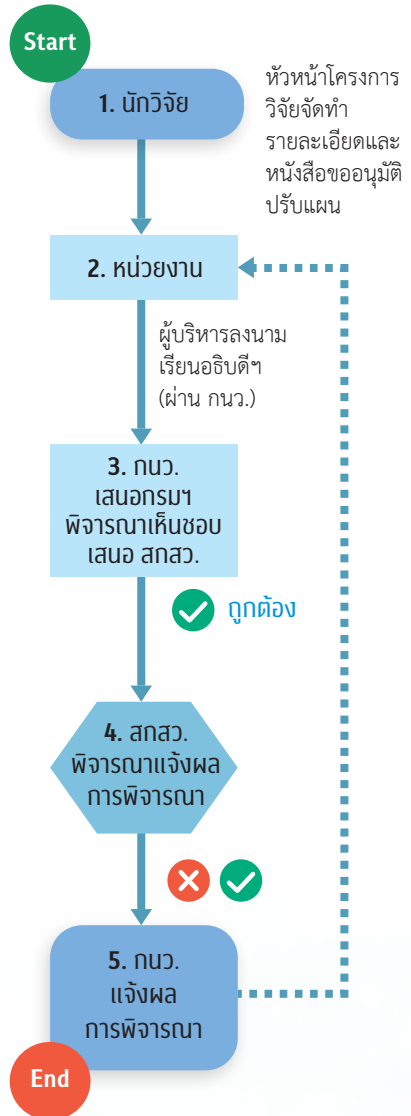 Start
1. นักวิจัย
หัวหน้าโครงการ
วิจัยจัดทำ
รายละเอียดและ
หนังสือขออนุมัติ
ปรับแผน
2. หน่วยงาน
ผู้บริหารลงนาม
เรียนอธิบดีฯ
(ผ่าน กนว.)
3. กนว.
เสนอกรมฯ
พิจารณาเห็นชอบ
เสนอ สกสว.
ถูกต้อง
4. สกสว.
พิจารณาแจ้งผล
การพิจารณา
5. กนว.
แจ้งผล
การพิจารณา
End